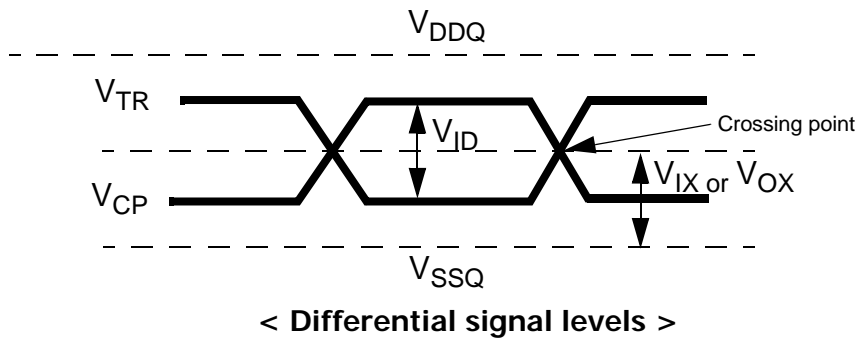 VDDQ
VTR
VID
Crossing point
VIX or VOX
VCP
VSSQ
< Differential signal levels >